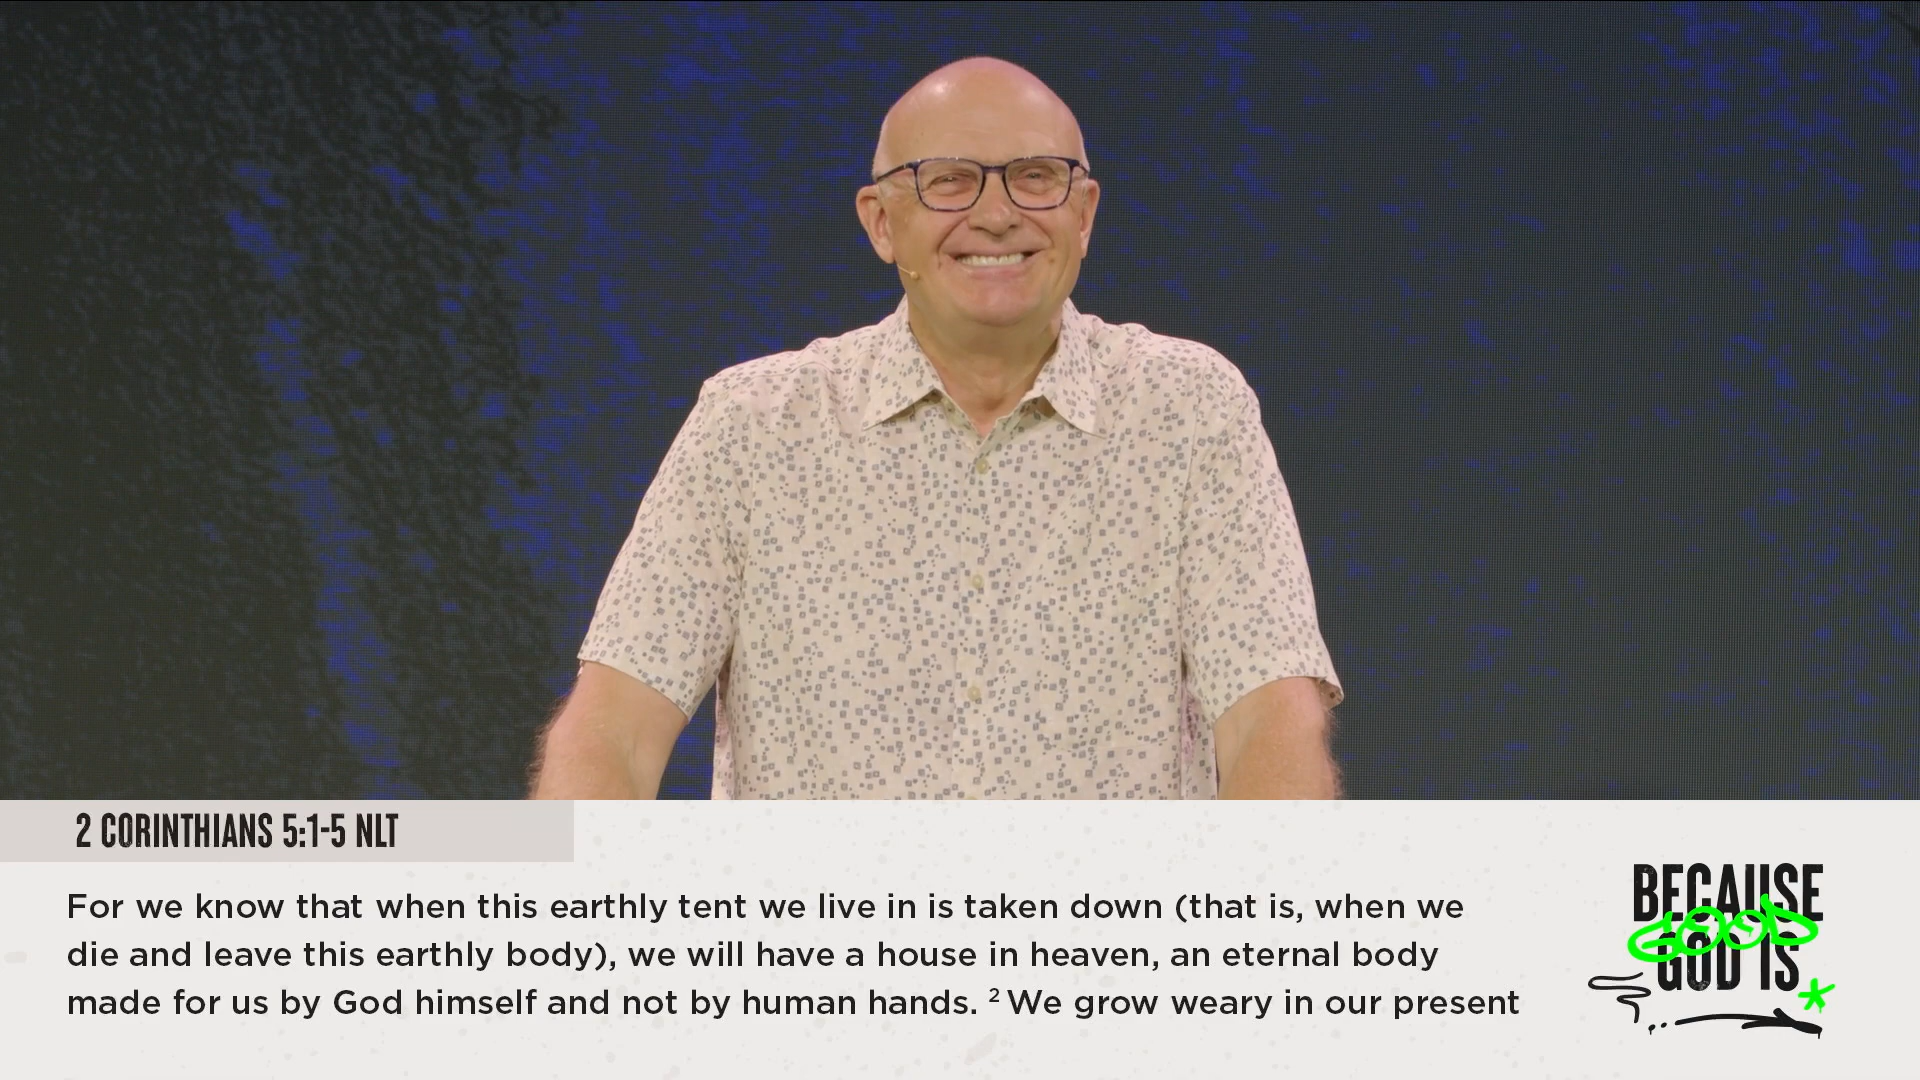 2 CORINTHIANS 5:1-5 NLT
For we know that when this earthly tent we live in is taken down (that is, when we
die and leave this earthly body), we will have a house in heaven, an eternal body
made for us by God himself and not by human hands. ² We grow weary in our present
BECAUSE
GOOD
GOD IS